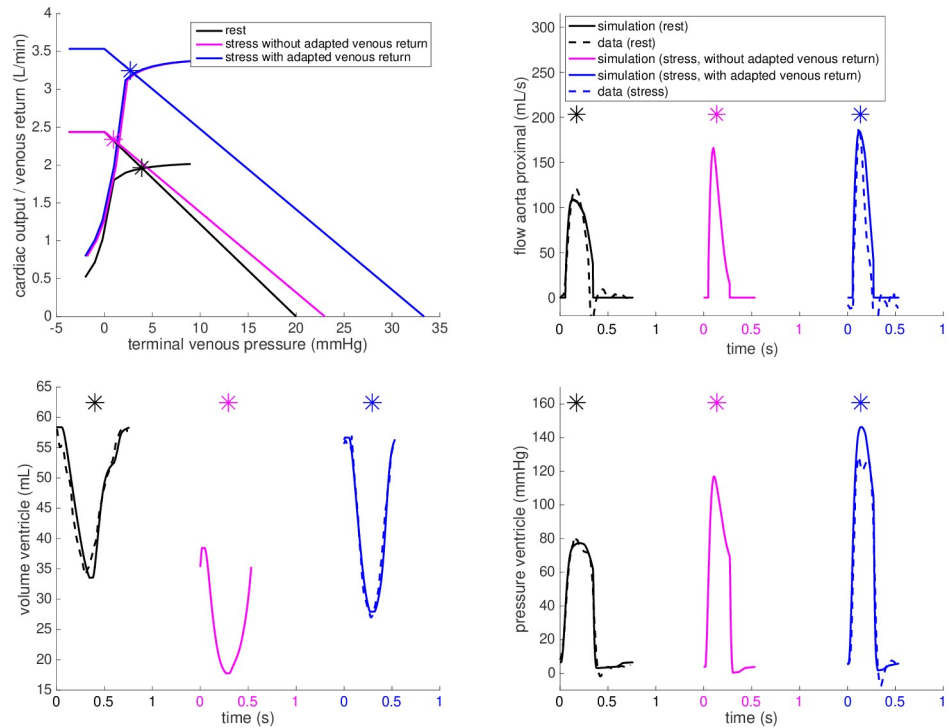 rest
stress without adapted venous return
stress with adapted venous return
cardiac output / venous return (L/min)
4
3.5
3
2.5
2
1.5
1
0.5
0
-5 0 5 10 15 20 25 30 35
terminal venous pressure (mmHg)
simulation (rest)
data (rest)
simulation (stress, without adapted venous return)
simulation (stress, with adapted venous return)
data (stress)
flow aorta proximal (mL/s)
300
250
200
150
100
50
0
0 0.5 1 0 0.5 1 0 0.5 1
time (s)
volume ventricle (mL)
65
60
55
50
45
40
35
30
25
20
15
0 0.5 1 0 0.5 1 0 0.5 1
time (s)
pressure ventricle (mmHg)
160
140
120
100
80
60
40
20
0
0 0.5 1 0 0.5 1 0 0.5 1
time (s)